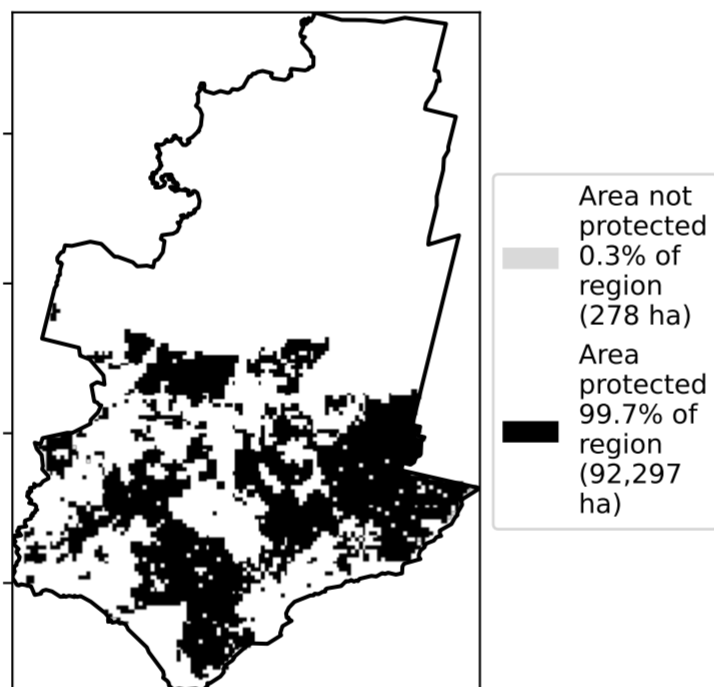 Area not
protected
0.3% of
region
(278 ha)
Area
protected
99.7% of
region
(92,297
ha)